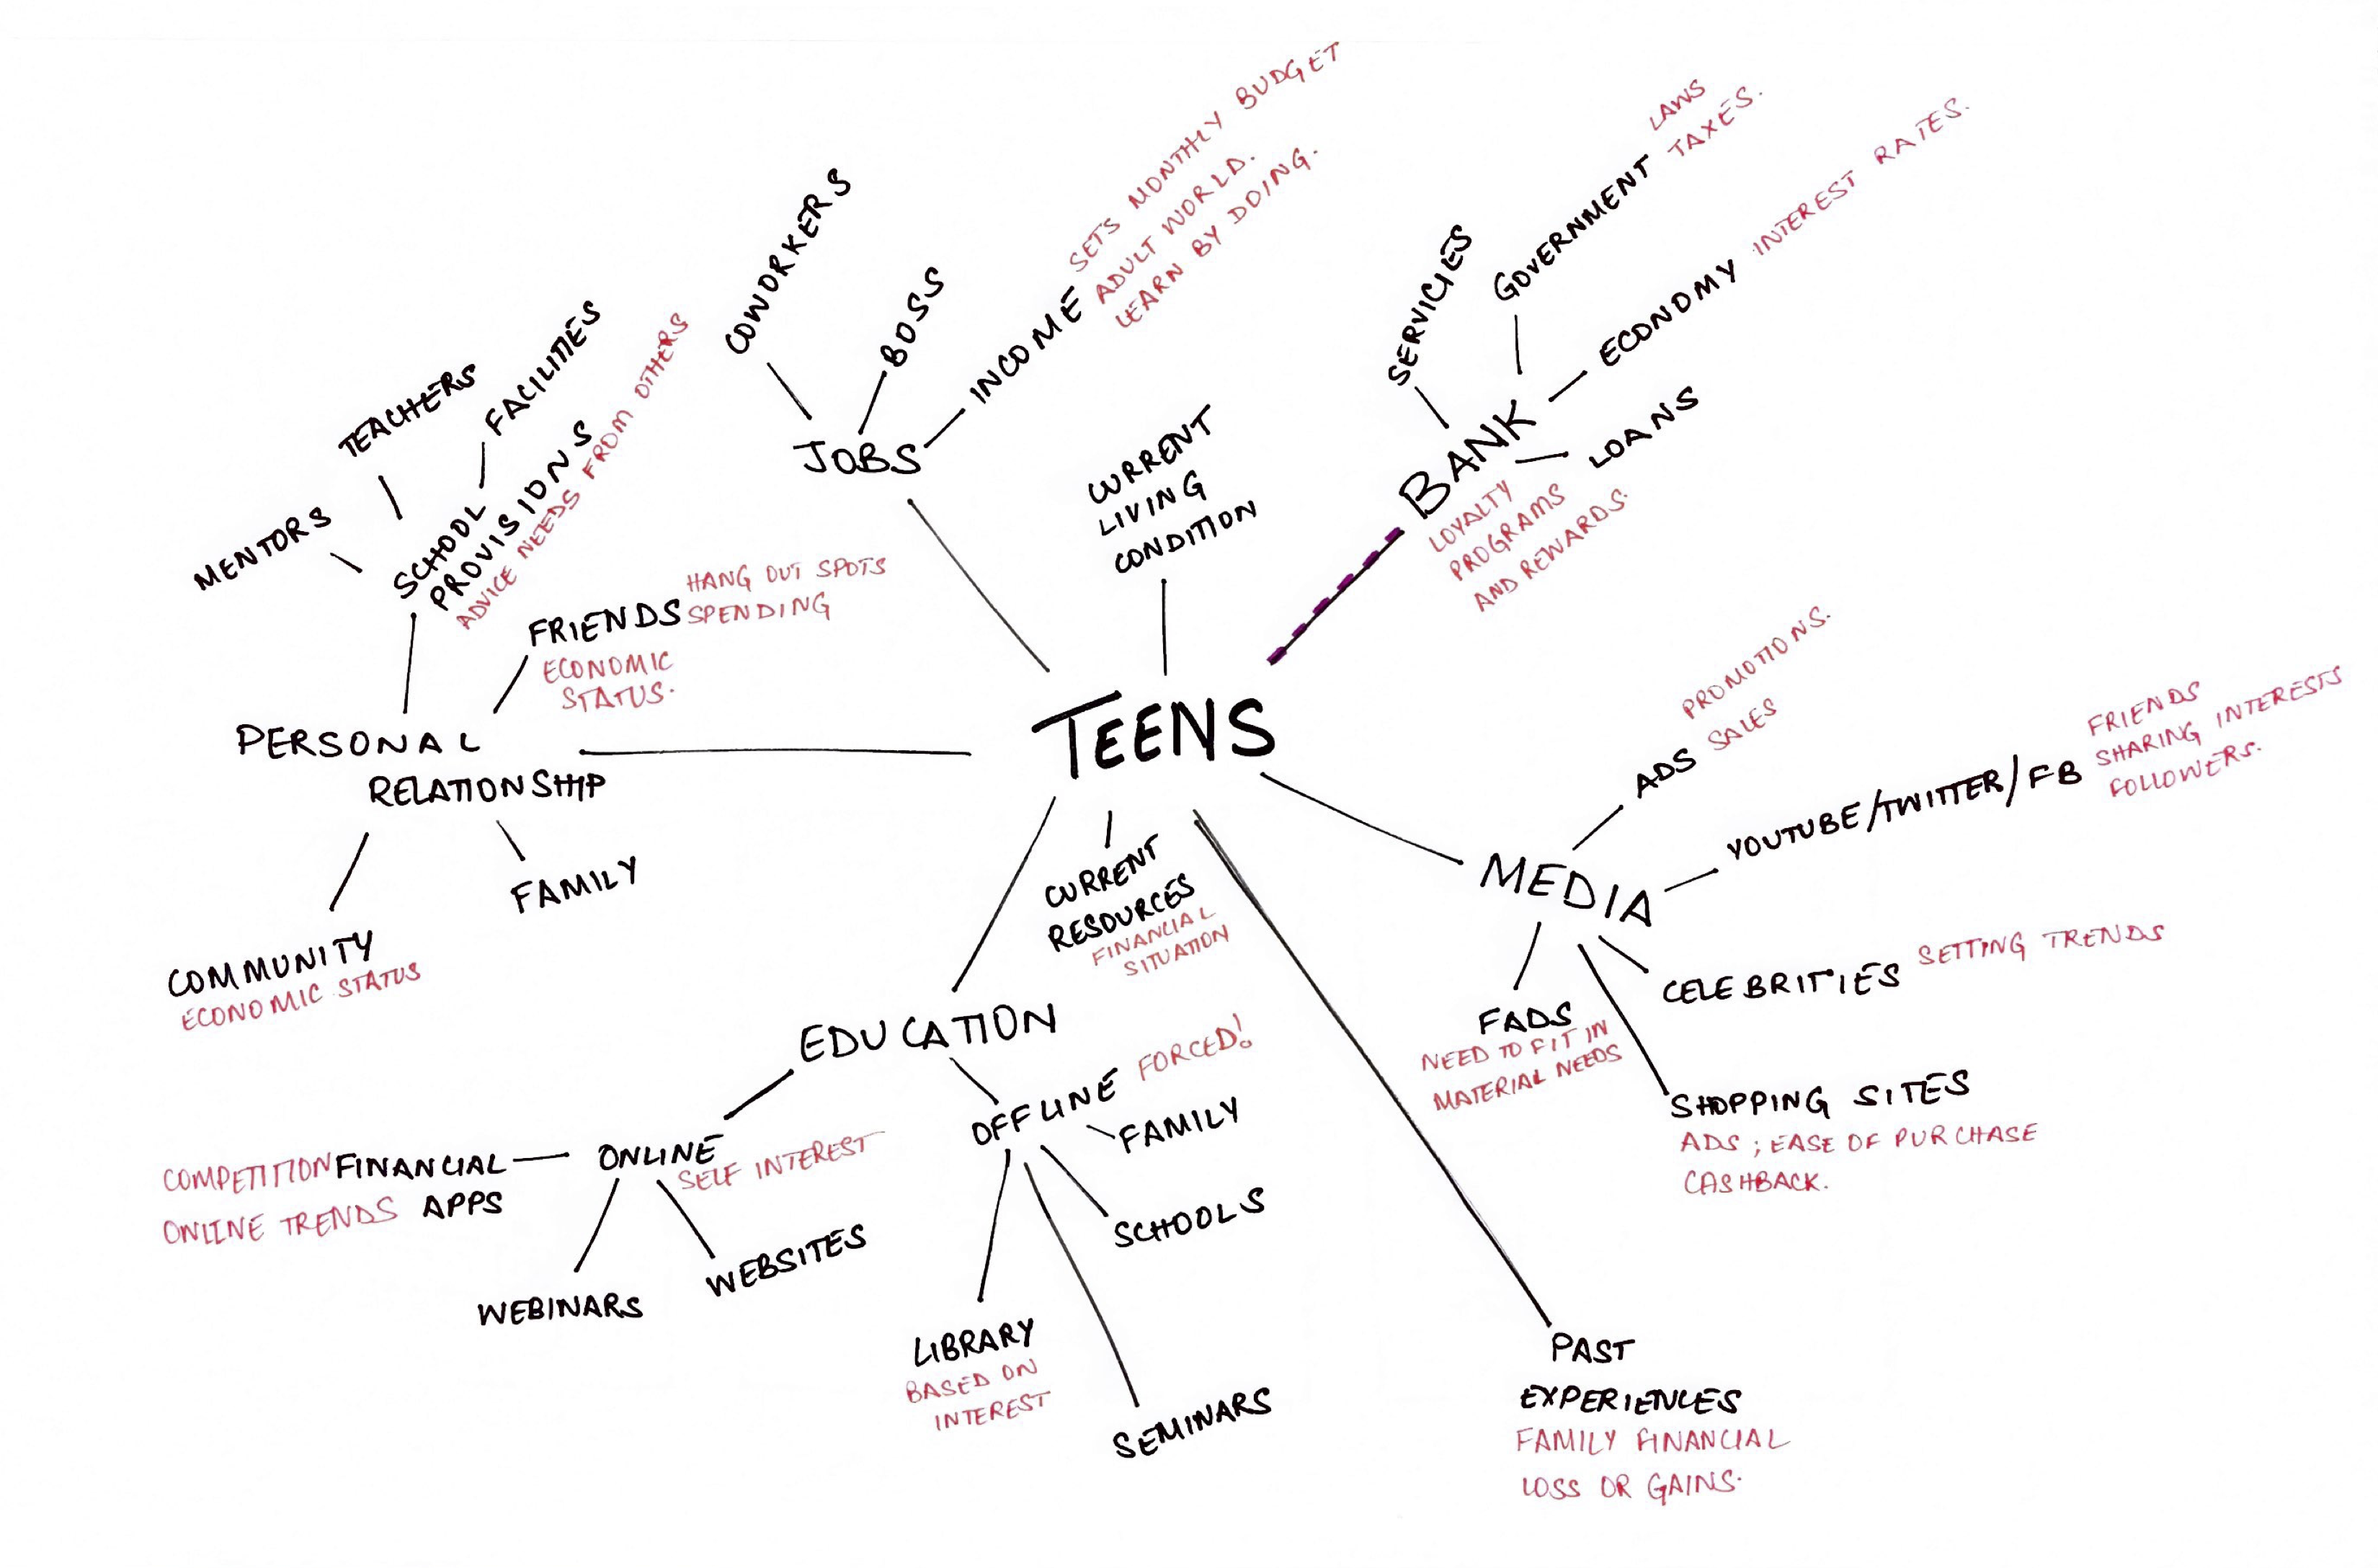 TEENS
JOBS
COWORKERS
BOSS
INCOME
SETS MONTHLY BUDGET
ADULT WORLD.
LEARN BY DOING.
CURRENT
LIVING
CONDITION
BANK
LOYALTY
PROGRAMS
AND REWARDS.
SERVICIES
GOVERNMENT
LAWS
TAXES.
ECONOMY
INTEREST RATES.
LOANS
MEDIA
ADS
PROMOTIONS.
SALES
YOUTUBE/TWITTER/FB
FRIENDS
SHARING INTERESTS
FOLLOWERS.
CELEBRITIES
SETTING TRENDS
SHOPPING SITES
ADS ; EASE OF PURCHASE
CASHBACK.
FADS
NEED TO FIT IN
MATERIAL NEEDS
PAST
EXPERIENCES
FAMILY FINANCIAL
LOSS OR GAINS.
CURRENT
RESOURCES
FINANCIAL
SITUATION
EDUCATION
OFFLINE FORCED!
FAMILY
SCHOOLS
SEMINARS
LIBRARY
BASED ON
INTEREST
ONLINE
SELF INTEREST
WEBSITES
WEBINARS
FINANCIAL
APPS
COMPETITION
ONLINE TRENDS
PERSONAL
RELATIONSHIP
FAMILY
COMMUNITY
ECONOMIC STATUS
FRIENDS
HANG OUT SPOTS
SPENDING
ECONOMIC
STATUS.
SCHOOL
PROVISIONS
ADVICE NEEDS FROM OTHERS
MENTORS
TEACHERS
FACILITIES